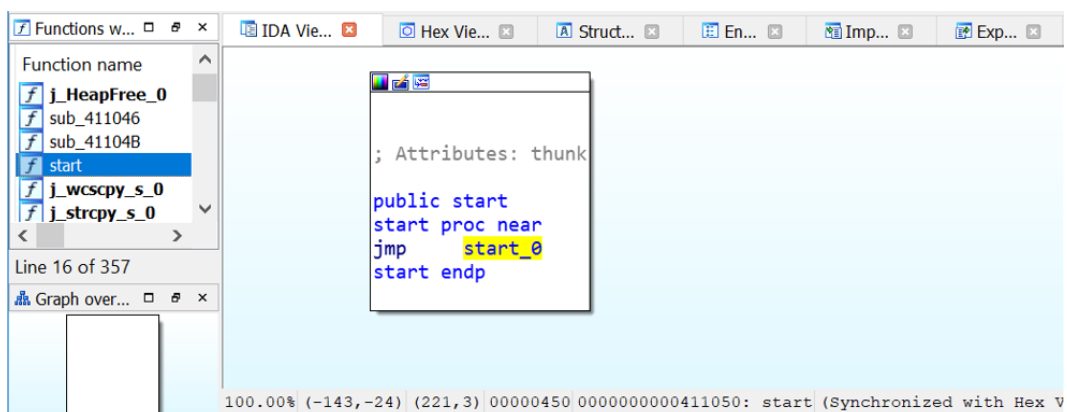 Functions w...
IDA Vie...
Hex Vie...
Struct...
En...
Imp...
Exp...
Function name
f j_HeapFree_0
f sub_411046
f sub_41104B
f start
f j_wcscpy_s_0
f j_strcpy_s_0
Line 16 of 357
Graph over...
; Attributes: thunk
public start
start proc near
jmp start_0
start endp
100.00% (-143,-24) (221,3) 00000450 0000000000411050: start (Synchronized with Hex V